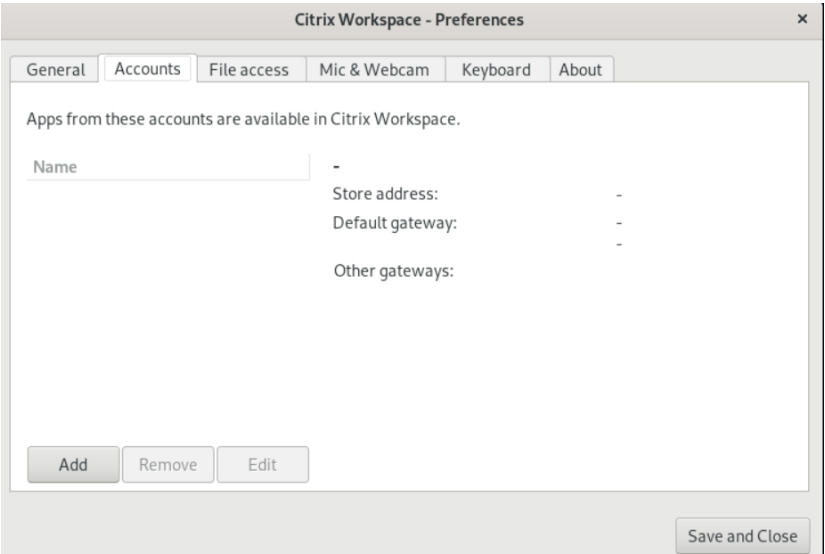 Citrix Workspace - Preferences ×
General Accounts File access Mic & Webcam Keyboard About
Apps from these accounts are available in Citrix Workspace.
Name -
Store address: -
Default gateway: -
-
Other gateways:
Add Remove Edit
Save and Close